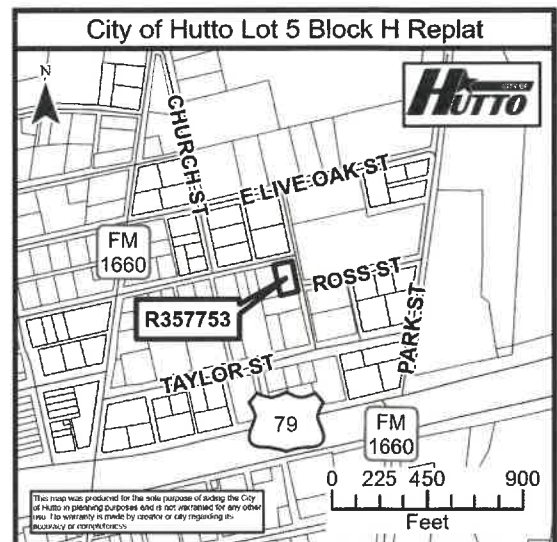 City of Hutto Lot 5 Block H Replat
N
CITY OF
HUTTO
CHURCH ST
E LIVE OAK ST
FM
1660
ROSS ST
R357753
PARK ST
TAYLOR ST
79
FM
1660
0 225 450 900
Feet
This map was produced for the sole purpose of aiding the City
of Hutto in planning purposes and is not warranted for any other
use. No warranty is made by creator or city regarding its
accuracy or completeness